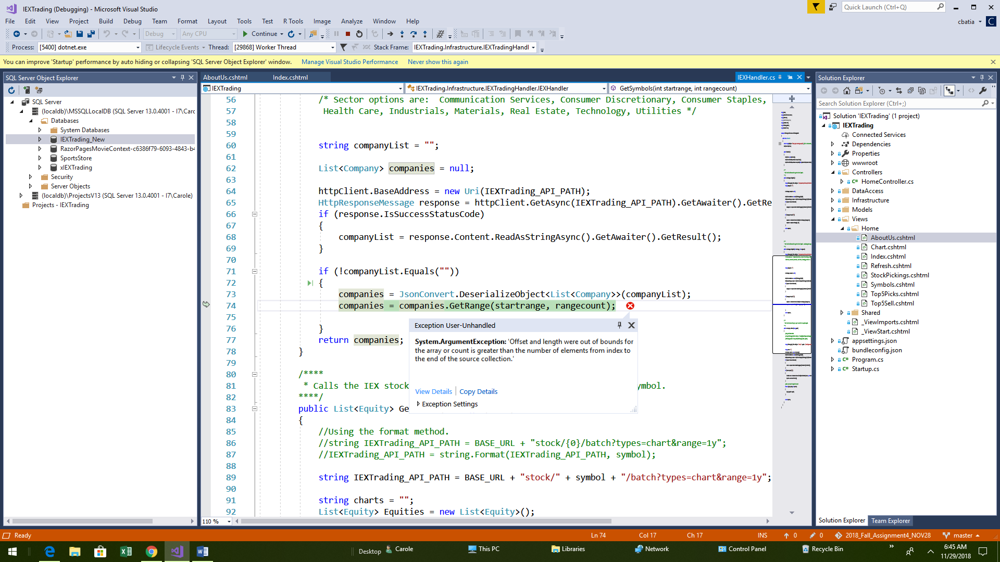 IEXTrading (Debugging) - Microsoft Visual Studio
Quick Launch (Ctrl+Q)
File Edit View Project Build Debug Team Format Layout Tools Test R Tools Image Analyze Window Help
cbatia
C
Debug Any CPU Continue
Process: [5400] dotnet.exe Lifecycle Events Thread: [29868] Worker Thread Stack Frame: IEXTrading.Infrastructure.IEXTradingHandl
You can improve 'Startup' performance by auto hiding or collapsing 'SQL Server Object Explorer' window. Manage Visual Studio Performance Never show this again
SQL Server Object Explorer
SQL Server
(localdb)\MSSQLLocalDB (SQL Server 13.0.4001 - I7\Carc
Databases
System Databases
IEXTrading_New
RazorPagesMovieContext-c6386f79-6093-4843-b4
SportsStore
xIEXTrading
Security
Server Objects
(localdb)\ProjectsV13 (SQL Server 13.0.4001 - I7\Carole)
Projects - IEXTrading
AboutUs.cshtml Index.cshtml IEXHandler.cs
IEXTrading IEXTrading.Infrastructure.IEXTradingHandler.IEXHandler GetSymbols(int startrange, int rangecount)
56 /* Sector options are:  Communication Services, Consumer Discretionary, Consumer Staples,
57 Health Care, Industrials, Materials, Real Estate, Technology, Utilities */
58
59
60 string companyList = "";
61
62 List<Company> companies = null;
63
64 httpClient.BaseAddress = new Uri(IEXTrading_API_PATH);
65 HttpResponseMessage response = httpClient.GetAsync(IEXTrading_API_PATH).GetAwaiter().GetRe
66 if (response.IsSuccessStatusCode)
67 {
68 companyList = response.Content.ReadAsStringAsync().GetAwaiter().GetResult();
69 }
70
71 if (!companyList.Equals(""))
72 {
73 companies = JsonConvert.DeserializeObject<List<Company>>(companyList);
74 companies = companies.GetRange(startrange, rangecount);
75
76 }
77 return companies;
78 }
79
80 /****
81 * Calls the IEX stock ymbol.
82 ****/
83 public List<Equity> Ge
84 {
85 //Using the format method.
86 //string IEXTrading_API_PATH = BASE_URL + "stock/{0}/batch?types=chart&range=1y";
87 //IEXTrading_API_PATH = string.Format(IEXTrading_API_PATH, symbol);
88
89 string IEXTrading_API_PATH = BASE_URL + "stock/" + symbol + "/batch?types=chart&range=1y";
90
91 string charts = "";
92 List<Equity> Equities = new List<Equity>();
110 %
Exception User-Unhandled
System.ArgumentException: 'Offset and length were out of bounds for
the array or count is greater than the number of elements from index to
the end of the source collection.'
View Details Copy Details
Exception Settings
Solution Explorer
Search Solution Explorer (Ctrl+;)
Solution 'IEXTrading' (1 project)
IEXTrading
Connected Services
Dependencies
Properties
wwwroot
Controllers
C# HomeController.cs
DataAccess
Infrastructure
Models
Views
Home
AboutUs.cshtml
Chart.cshtml
Index.cshtml
Refresh.cshtml
StockPickings.cshtml
Symbols.cshtml
Top5Picks.cshtml
Top5Sell.cshtml
Shared
_ViewImports.cshtml
_ViewStart.cshtml
appsettings.json
bundleconfig.json
C# Program.cs
C# Startup.cs
Solution Explorer Team Explorer
Ready Ln 74 Col 17 Ch 17 INS 0 0 2018_Fall_Assignment4_NOV28 master
Desktop Carole This PC Libraries Network Control Panel Recycle Bin
6:45 AM
11/29/2018